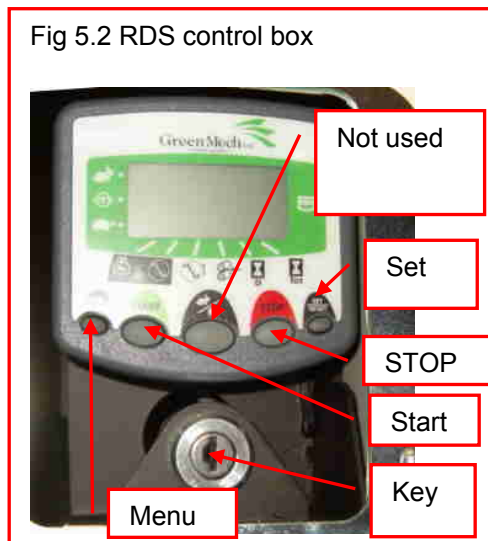 Fig 5.2 RDS control box
Not used
GreenMech
Set
STOP
STOP
Start
Key
Menu